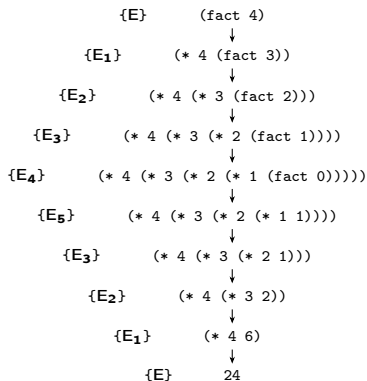 {E} (fact 4)
{E₁} (* 4 (fact 3))
{E₂} (* 4 (* 3 (fact 2)))
{E₃} (* 4 (* 3 (* 2 (fact 1))))
{E₄} (* 4 (* 3 (* 2 (* 1 (fact 0)))))
{E₅} (* 4 (* 3 (* 2 (* 1 1))))
{E₃} (* 4 (* 3 (* 2 1)))
{E₂} (* 4 (* 3 2))
{E₁} (* 4 6)
{E} 24